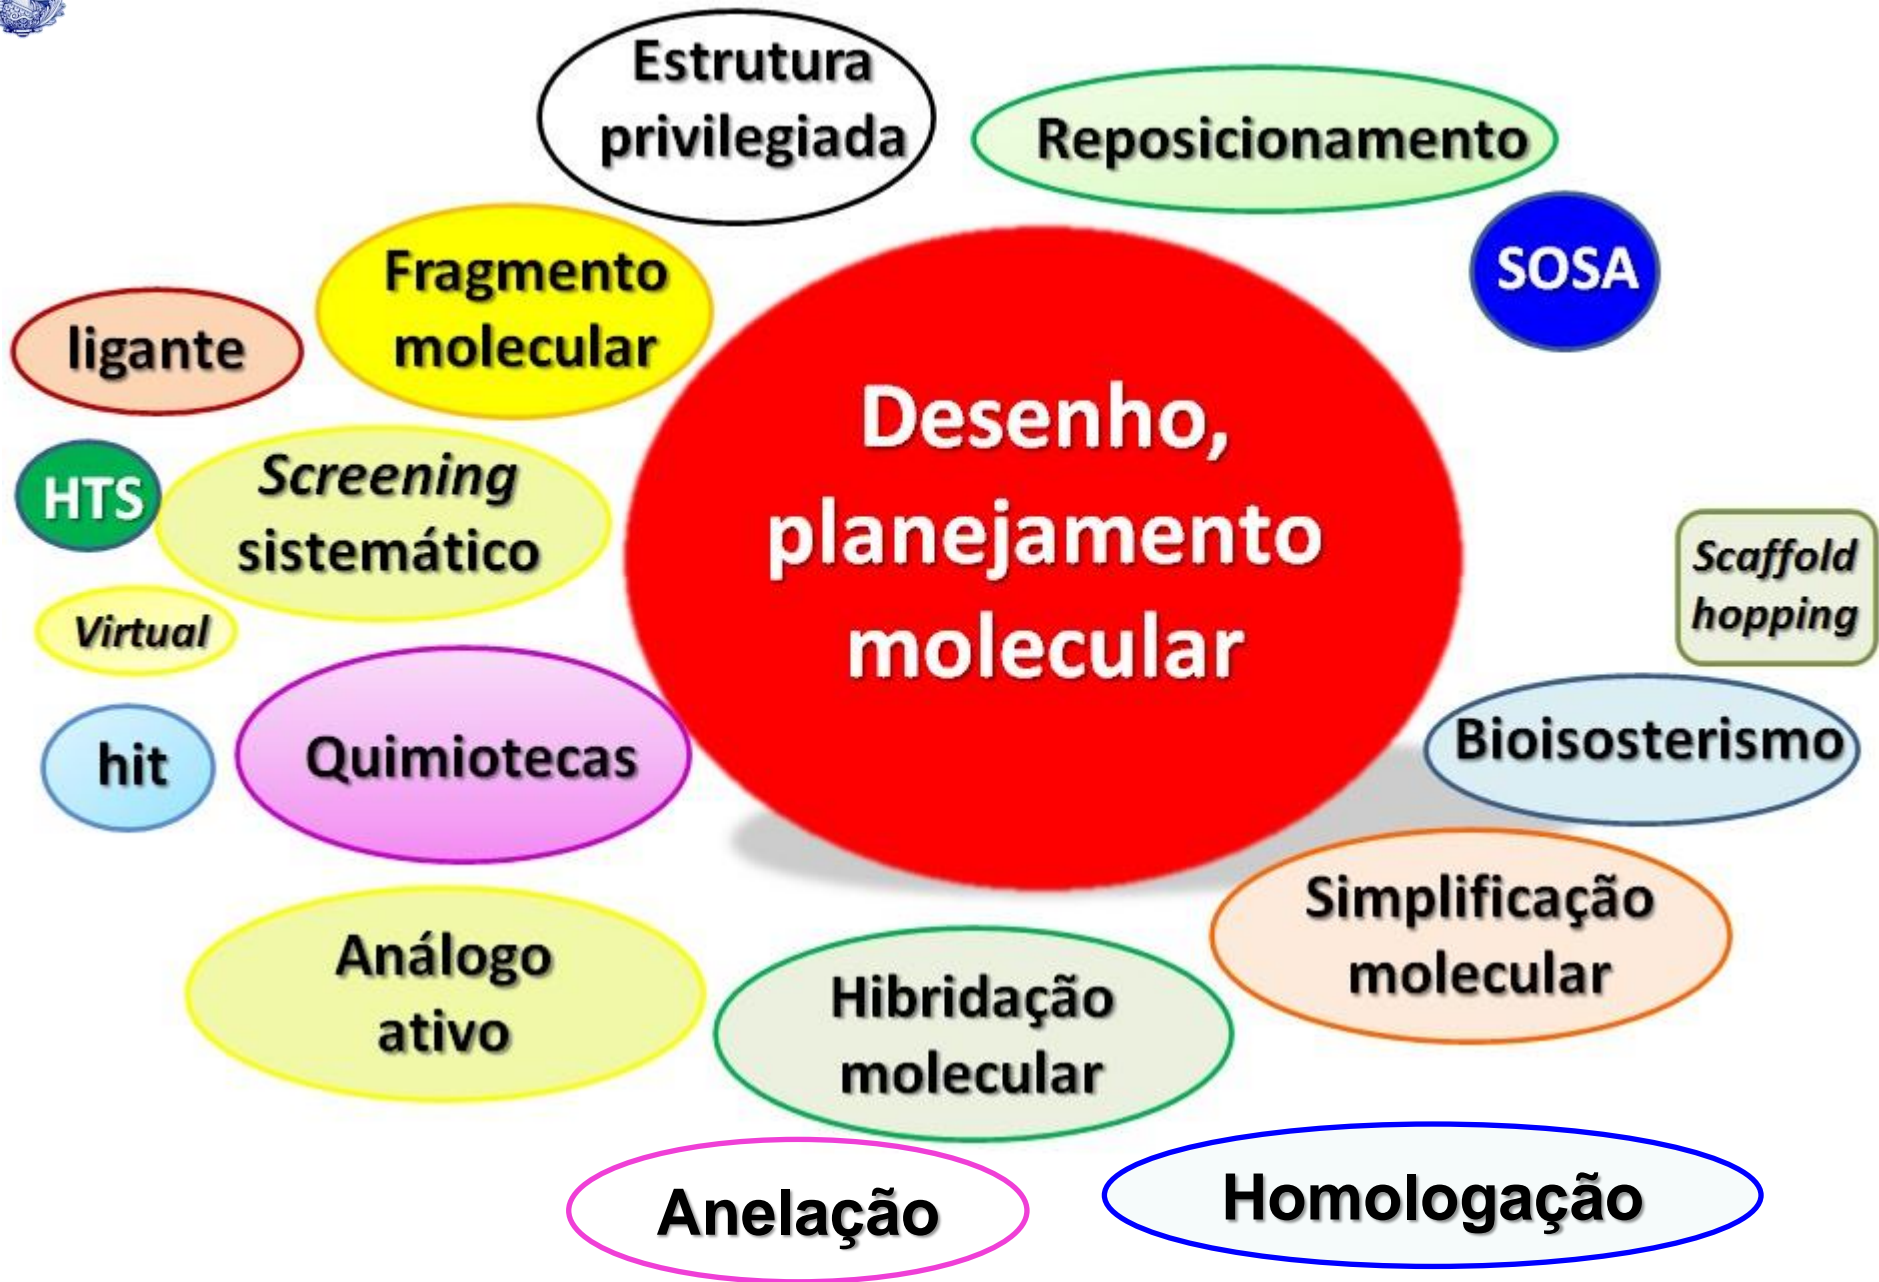 Estrutura
privilegiada
Reposicionamento
SOSA
Fragmento
molecular
ligante
Desenho,
planejamento
molecular
HTS
Screening
sistemático
Virtual
Scaffold
hopping
hit
Quimiotecas
Bioisosterismo
Simplificação
molecular
Análogo
ativo
Hibridação
molecular
Anelação
Homologação